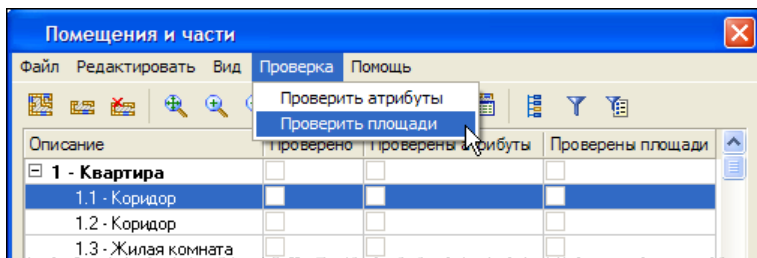 Помещения и части
Файл Редактировать Вид Проверка Помощь
Проверить атрибуты
Проверить площади
Описание Проверено Проверены атрибуты Проверены площади
1 - Квартира
1.1 - Коридор
1.2 - Коридор
1.3 - Жилая комната